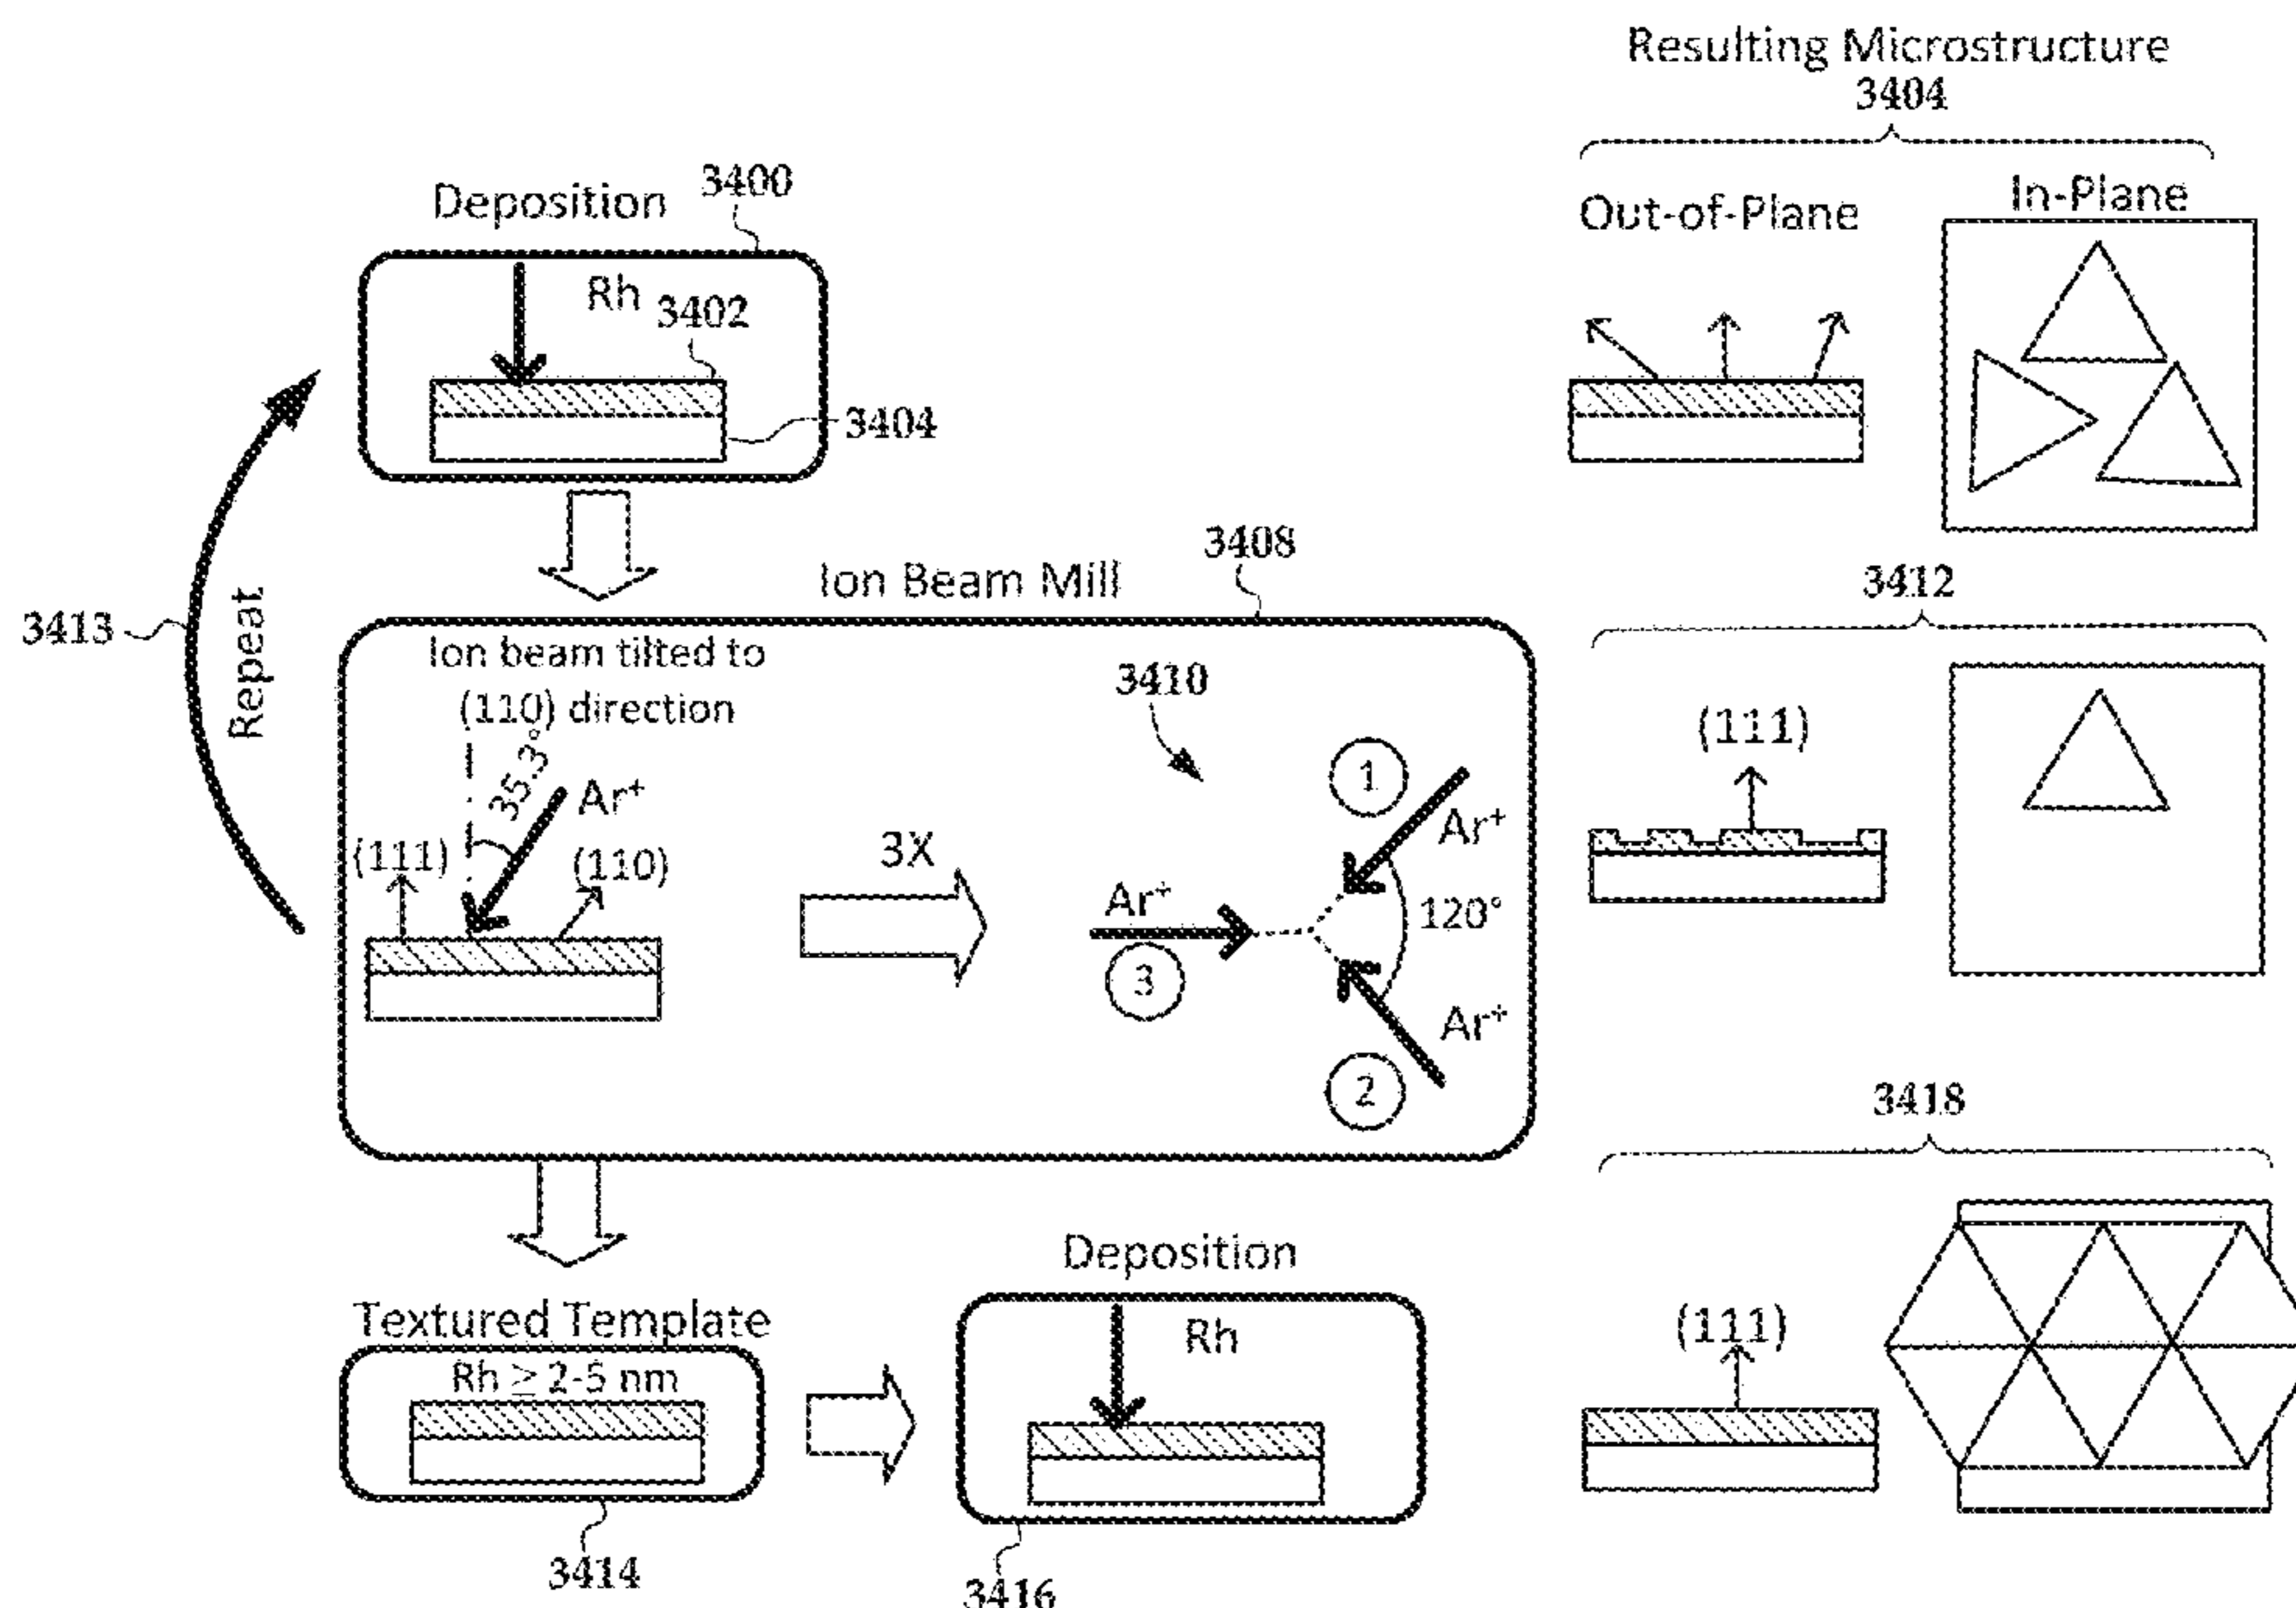 Resulting Microstructure
3404
Out-of-Plane
In-Plane
Deposition
3400
Rh
3402
3404
Ion Beam Mill
3408
3412
3413
Repeat
Ion beam tilted to
(110) direction
35.3°
Ar⁺
(111)
(110)
3X
3410
1
Ar⁺
Ar⁺
120°
3
Ar⁺
2
(111)
3418
Textured Template
Rh ≥ 2-5 nm
3414
Deposition
Rh
3416
(111)